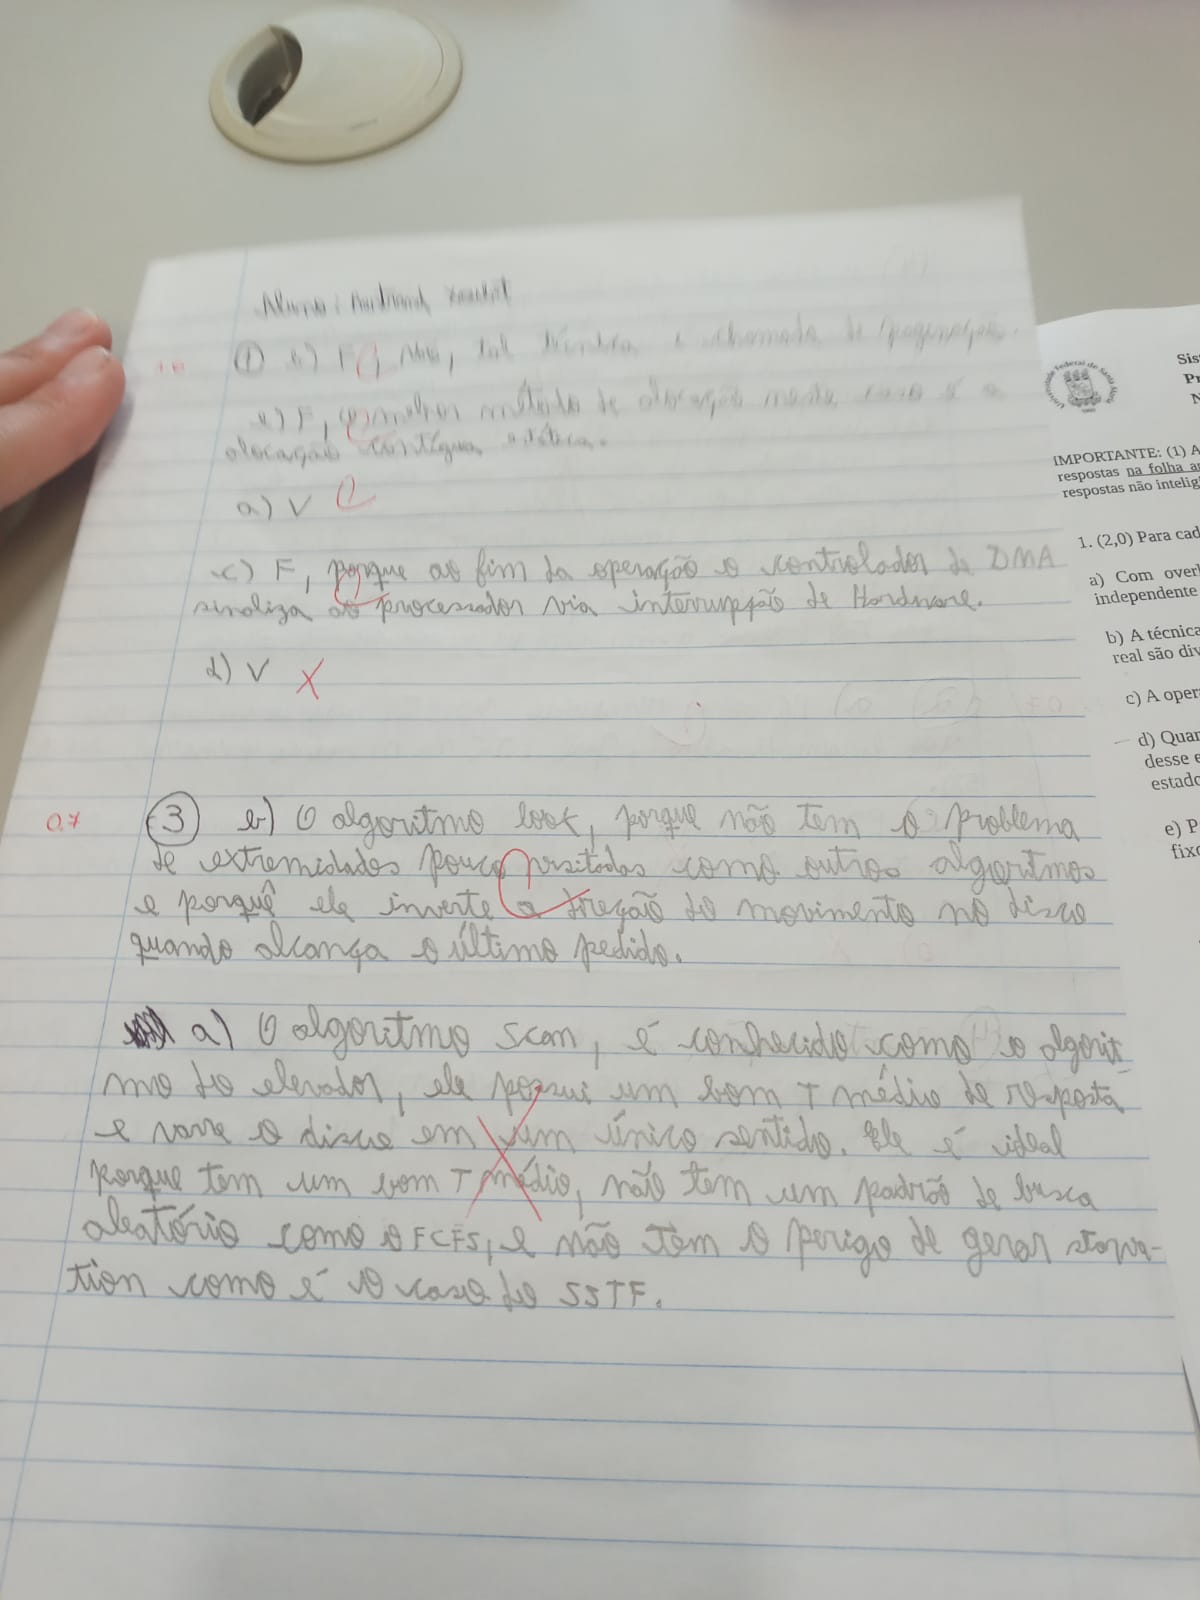 Aluno:
1.0
① b) F, Não, tal técnica é chamada de paginação.
e) F, o melhor método de alocação neste caso é a
alocação contígua estática.
a) V
c) F, porque ao fim da operação o controlador de DMA
sinaliza ao processador via interrupção de Hardware.
d) V
0.7
③ b) O algoritmo look, porque não tem o problema
de extremidades pouco visitadas como outros algoritmos
e porquê ele inverte a direção do movimento no disco
quando alcança o último pedido.
a) O algoritmo Scan, é conhecido como o algorit
mo do elevador, ele possui um bom T médio de resposta
e varre o disco em um único sentido. Ele é ideal
porque tem um bom T médio, não tem um padrão de busca
aleatório como o FCFS, e não tem o perigo de gerar starva-
tion como é o caso do SSTF.
Universidade Federal de Santa Maria
Sis
Pr
N
IMPORTANTE: (1) A
respostas na folha a
respostas não intelig
1. (2,0) Para cad
a) Com over
independente
b) A técnica
real são div
c) A oper
d) Quan
desse e
estado
e) P
fixo